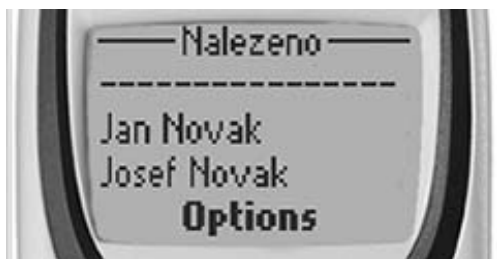 Nalezeno
----------------
Jan Novak
Josef Novak
Options